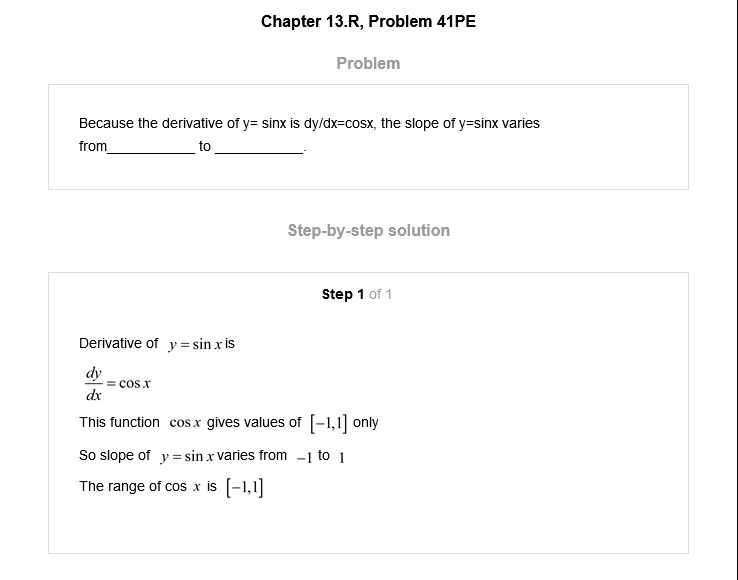 Chapter 13.R, Problem 41PE
Problem
Because the derivative of y= sinx is dy/dx=cosx, the slope of y=sinx varies
from____________ to ____________.
Step-by-step solution
Step 1 of 1
Derivative of y = sin x is
dy/dx = cos x
This function cos x gives values of [−1,1] only
So slope of y = sin x varies from −1 to 1
The range of cos x is [−1,1]